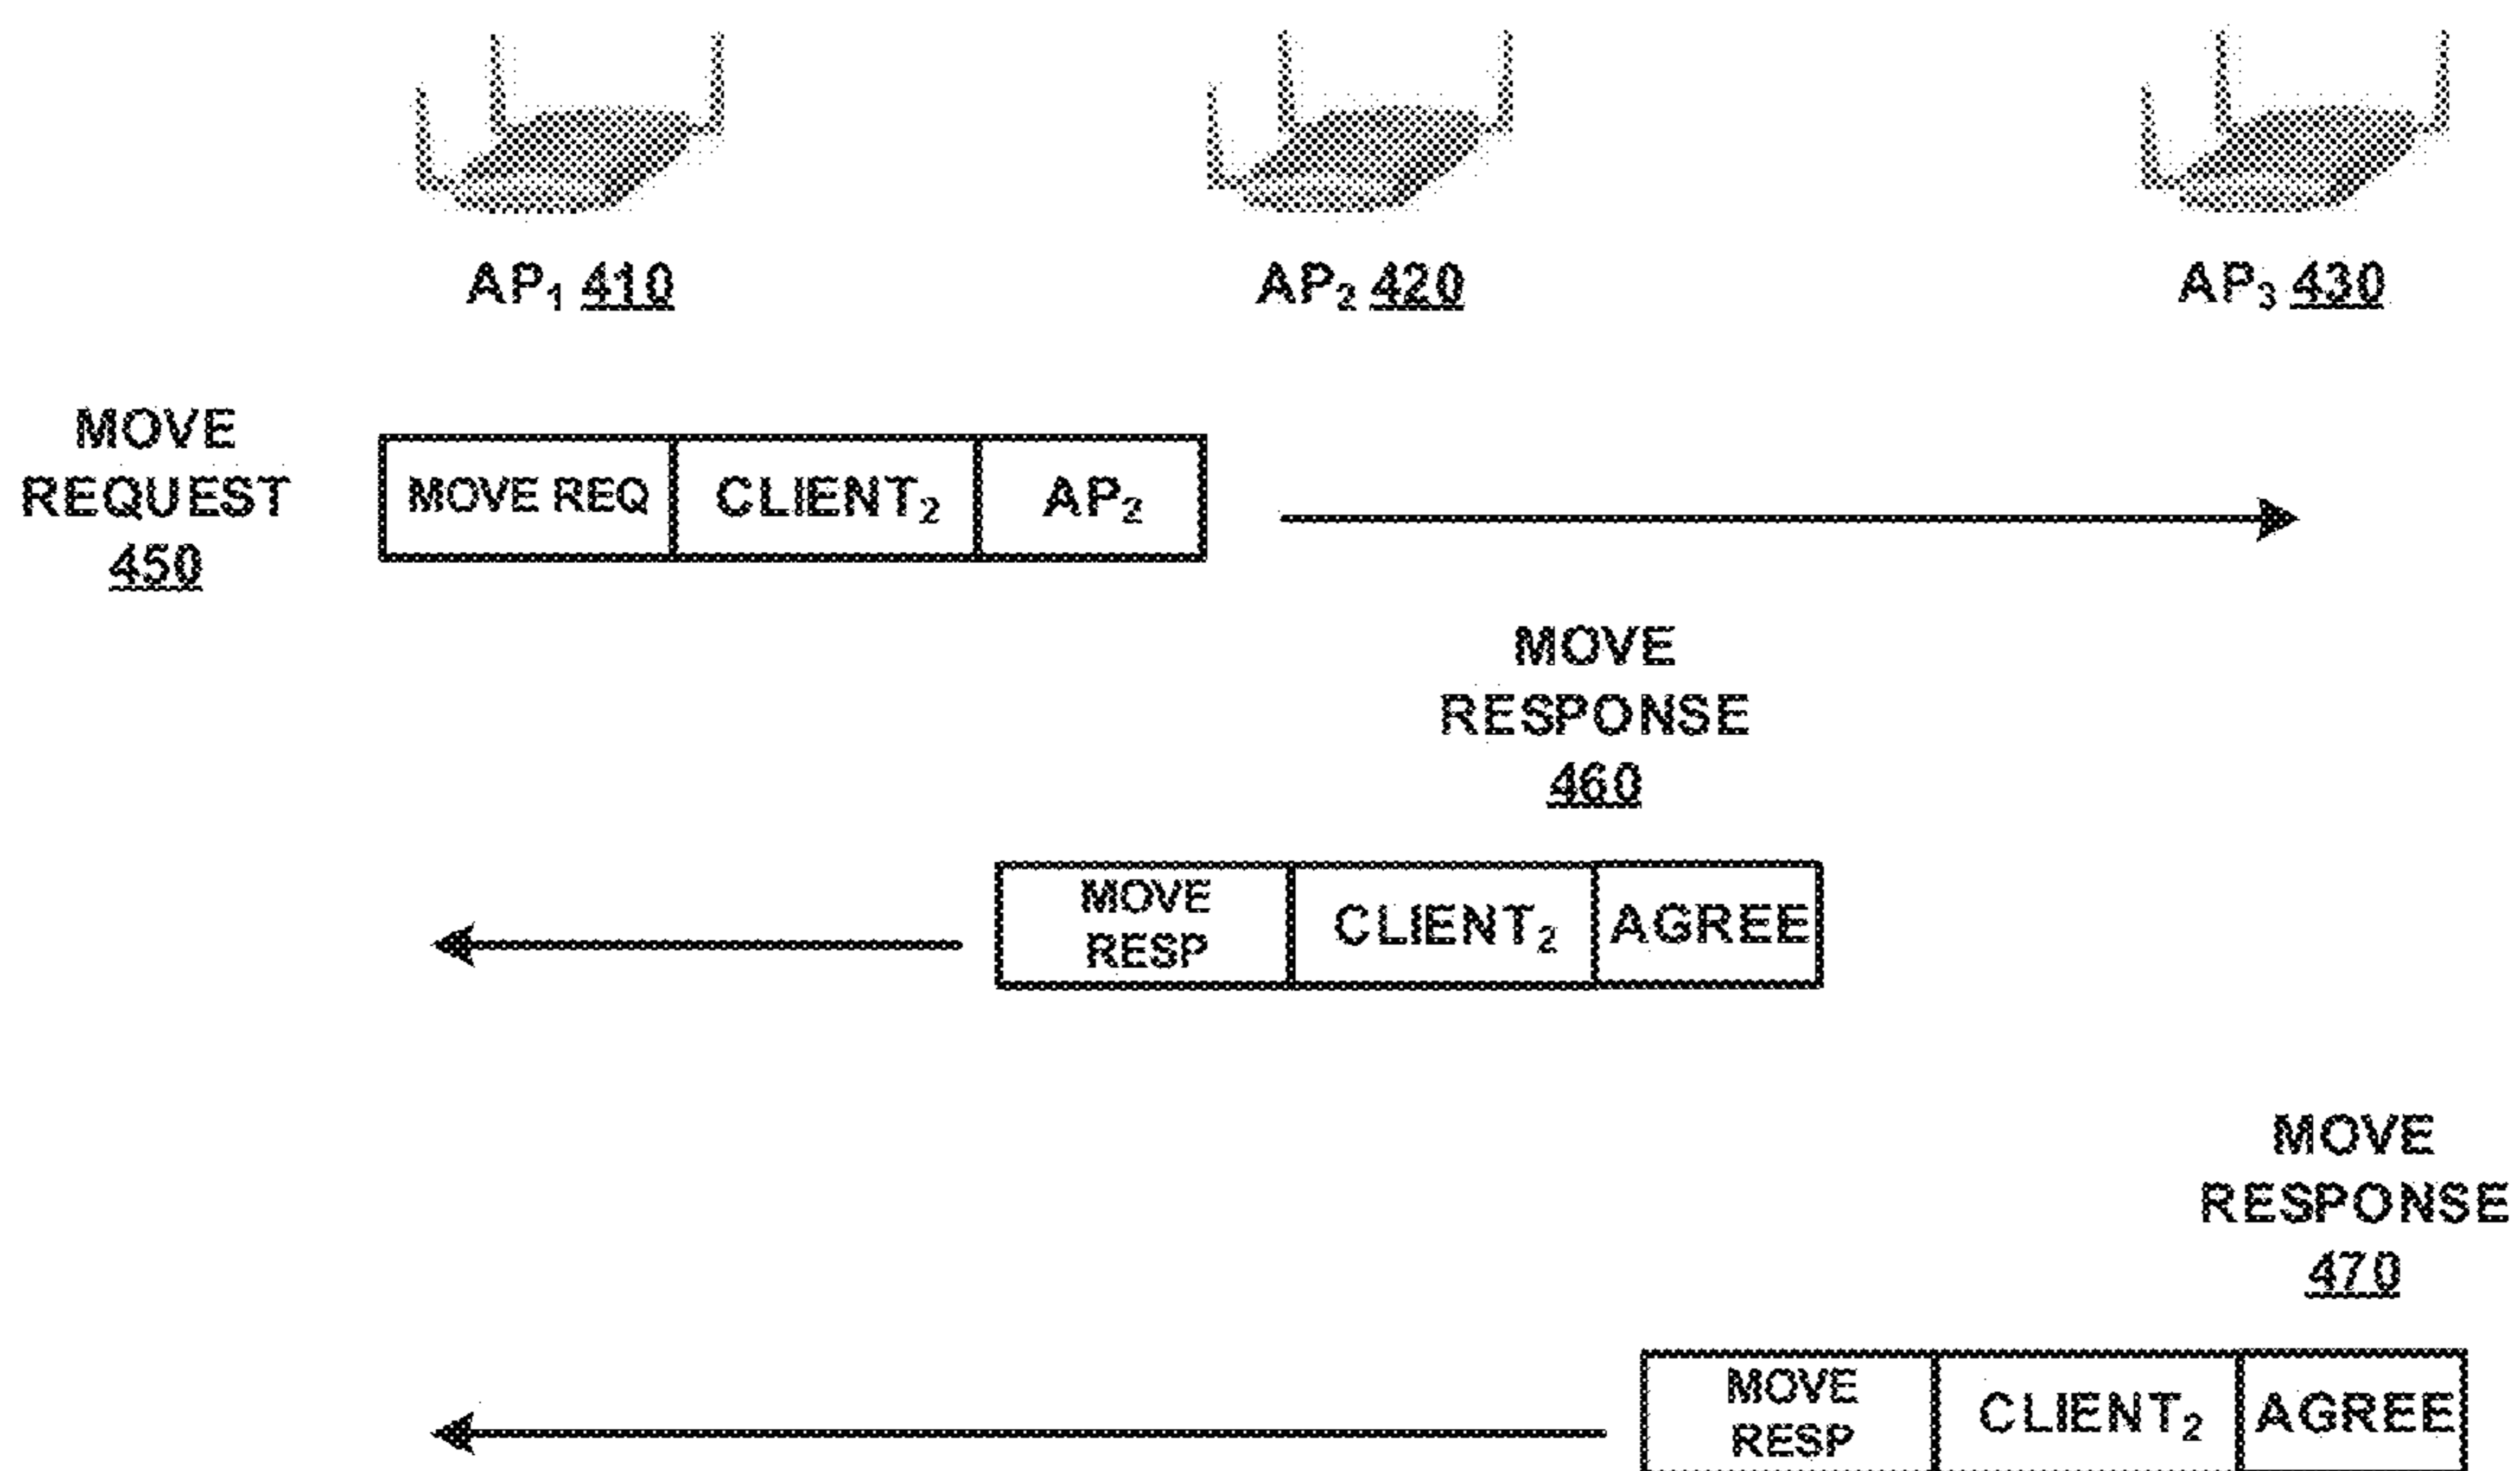 AP₁ 410
AP₂ 420
AP₃ 430
MOVE
REQUEST
450
MOVE REQ
CLIENT₂
AP₂
MOVE
RESPONSE
460
MOVE
RESP
CLIENT₂
AGREE
MOVE
RESPONSE
470
MOVE
RESP
CLIENT₂
AGREE